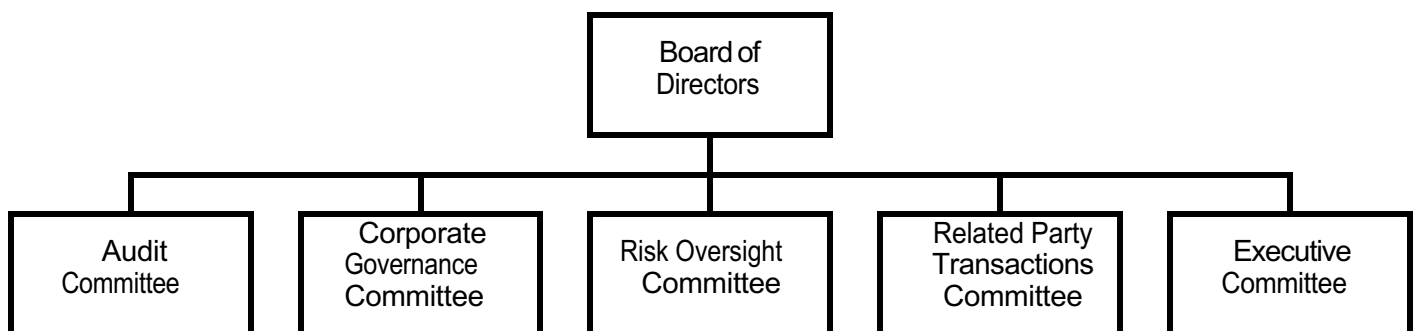 Board of
Directors
Audit
Committee
Corporate
Governance
Committee
Risk Oversight
Committee
Related Party
Transactions
Committee
Executive
Committee